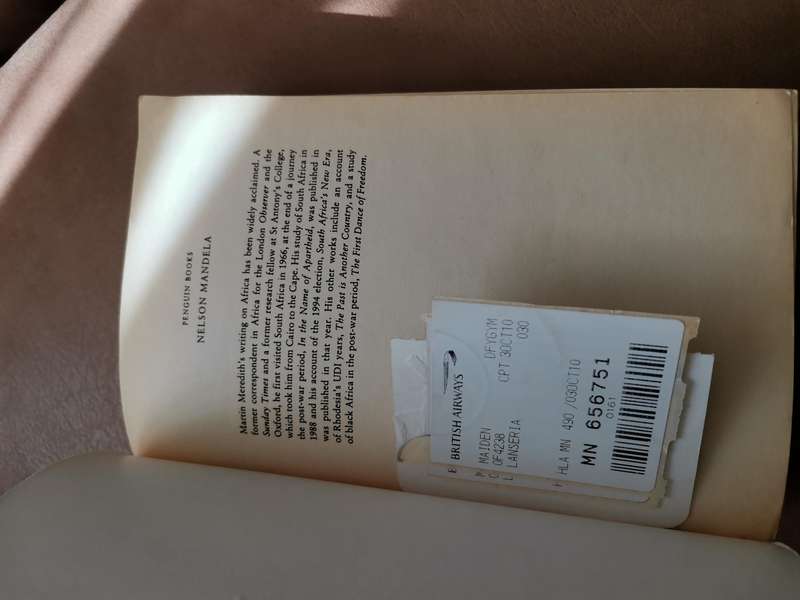 PENGUIN BOOKS
NELSON MANDELA
Martin Meredith's writing on Africa has been widely acclaimed. A
former correspondent in Africa for the London Observer and the
Sunday Times and a former research fellow at St Antony's College,
Oxford, he first visited South Africa in 1966, at the end of a journey
which took him from Cairo to the Cape. His study of South Africa in
the post-war period, In the Name of Apartheid, was published in
1988 and his account of the 1994 election, South Africa's New Era,
was published in that year. His other works include an account
of Rhodesia's UDI years, The Past is Another Country, and a study
of black Africa in the post-war period, The First Dance of Freedom.
BRITISH AIRWAYS
MAIDEN DFYGYM
OF4238 CPT 30OCT10
LANSERIA 030
HLA MN 490 /03OCT10
MN 656751
0161